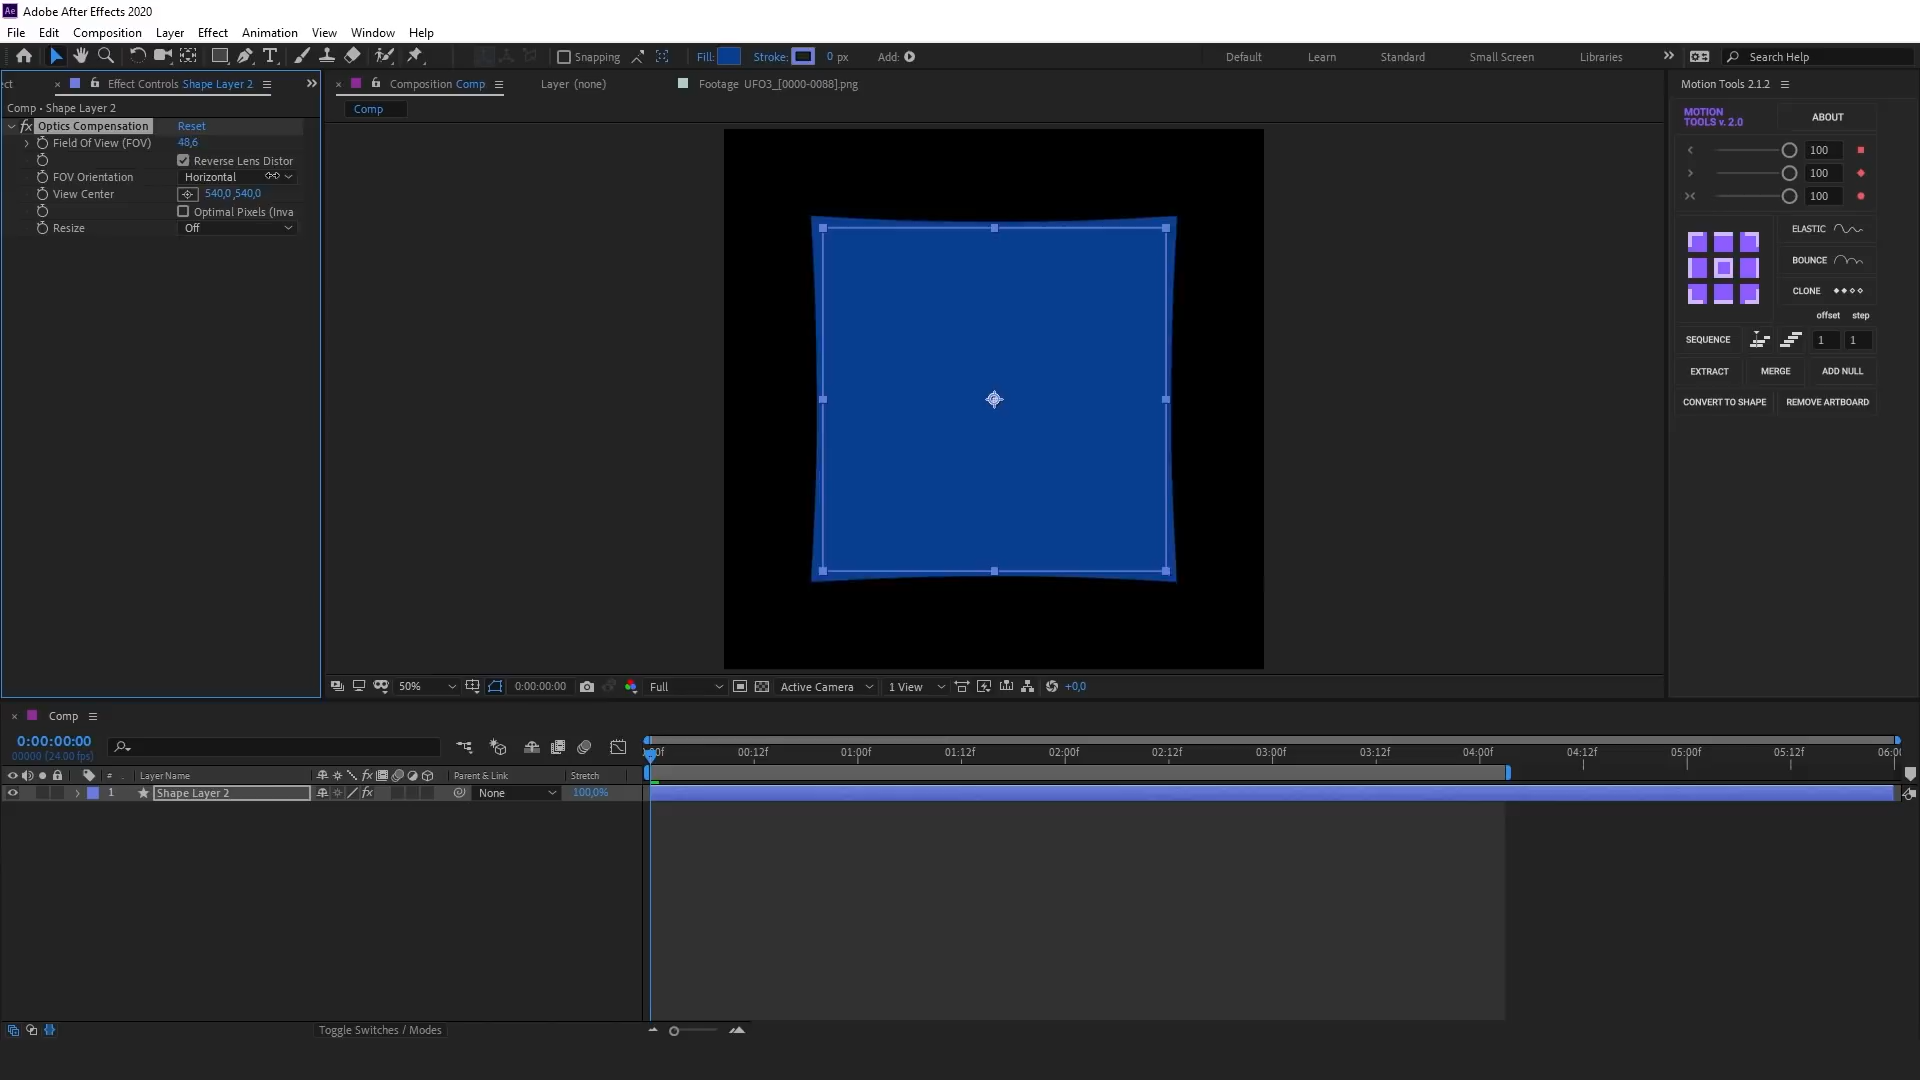 Ae Adobe After Effects 2020
File Edit Composition Layer Effect Animation View Window Help
Snapping Fill: Stroke: 0 px Add: Default Learn Standard Small Screen Libraries Search Help
ect Effect Controls Shape Layer 2 Composition Comp Layer (none) Footage UFO3_[0000-0088].png Motion Tools 2.1.2
Comp • Shape Layer 2 Comp
MOTION TOOLS v. 2.0 ABOUT
fx Optics Compensation Reset
Field Of View (FOV) 48,6
Reverse Lens Distor
FOV Orientation Horizontal
View Center 540,0,540,0
Optimal Pixels (Inva
Resize Off
100
100
100
ELASTIC
BOUNCE
CLONE
offset step
SEQUENCE 1 1
EXTRACT MERGE ADD NULL
CONVERT TO SHAPE REMOVE ARTBOARD
50% 0:00:00:00 Full Active Camera 1 View +0,0
Comp
0:00:00:00
00000 (24.00 fps)
00:12f 01:00f 01:12f 02:00f 02:12f 03:00f 03:12f 04:00f 04:12f 05:00f 05:12f 06:0
# Layer Name fx Parent & Link Stretch
1 Shape Layer 2 fx None 100,0%
Toggle Switches / Modes